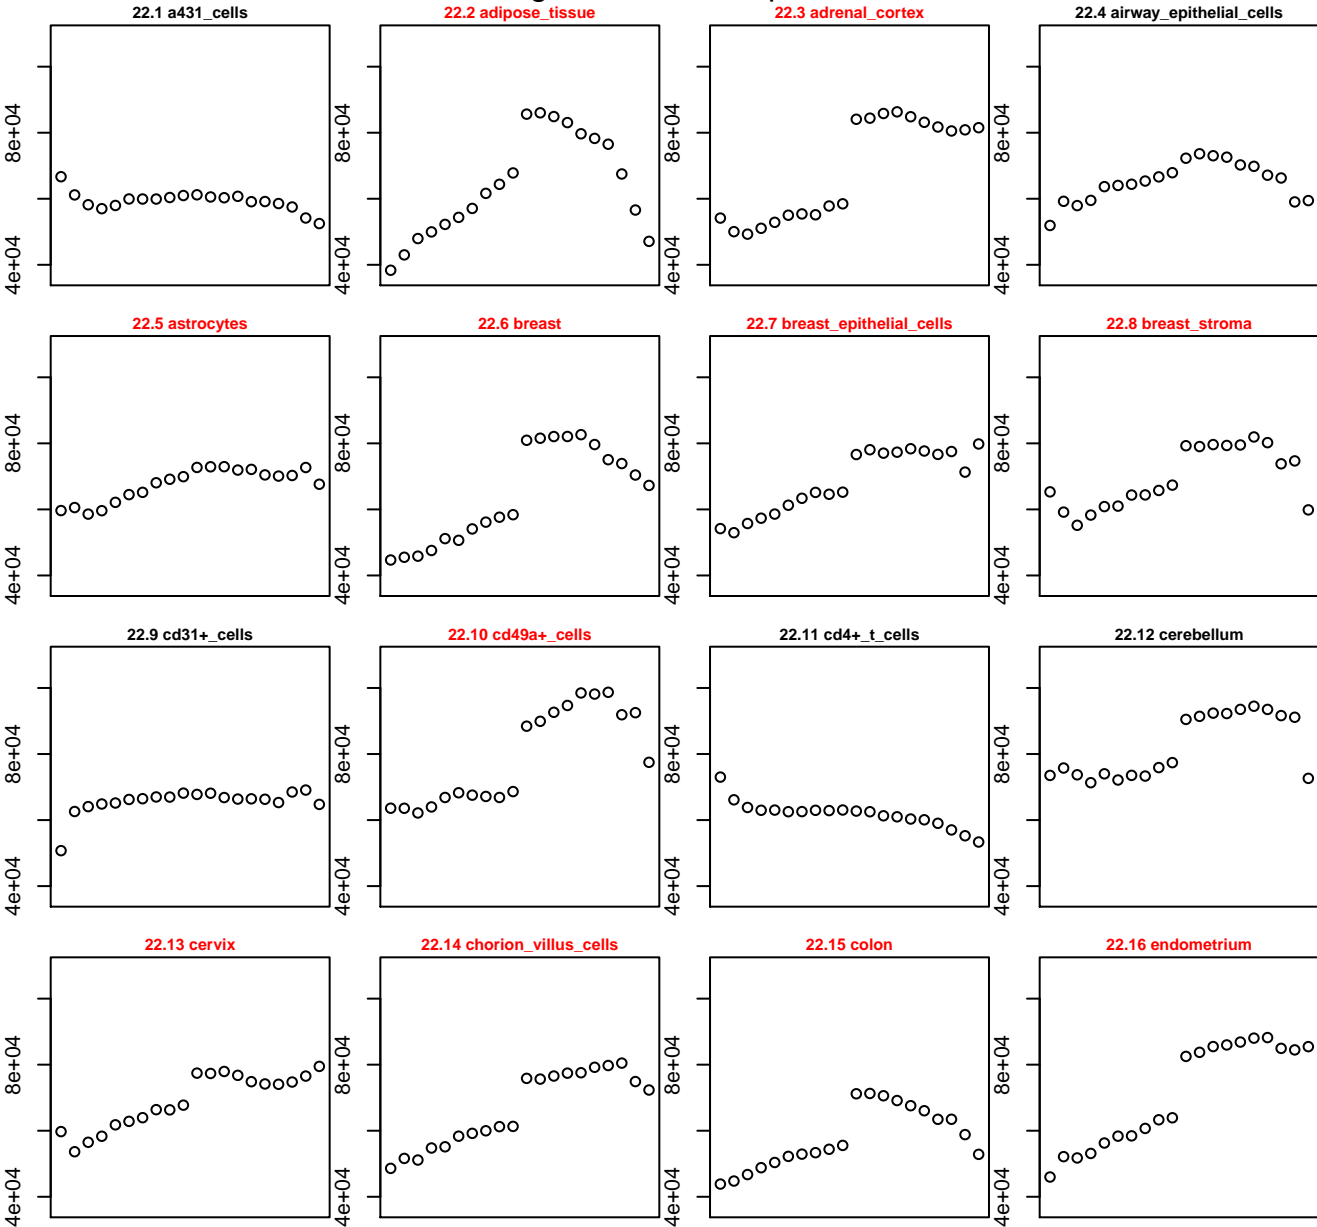 22.1 a431_cells
22.2 adipose_tissue
22.3 adrenal_cortex
22.4 airway_epithelial_cells
4e+04 8e+04
4e+04 8e+04
4e+04 8e+04
4e+04 8e+04
22.5 astrocytes
22.6 breast
22.7 breast_epithelial_cells
22.8 breast_stroma
4e+04 8e+04
4e+04 8e+04
4e+04 8e+04
4e+04 8e+04
22.9 cd31+_cells
22.10 cd49a+_cells
22.11 cd4+_t_cells
22.12 cerebellum
4e+04 8e+04
4e+04 8e+04
4e+04 8e+04
4e+04 8e+04
22.13 cervix
22.14 chorion_villus_cells
22.15 colon
22.16 endometrium
4e+04 8e+04
4e+04 8e+04
4e+04 8e+04
4e+04 8e+04